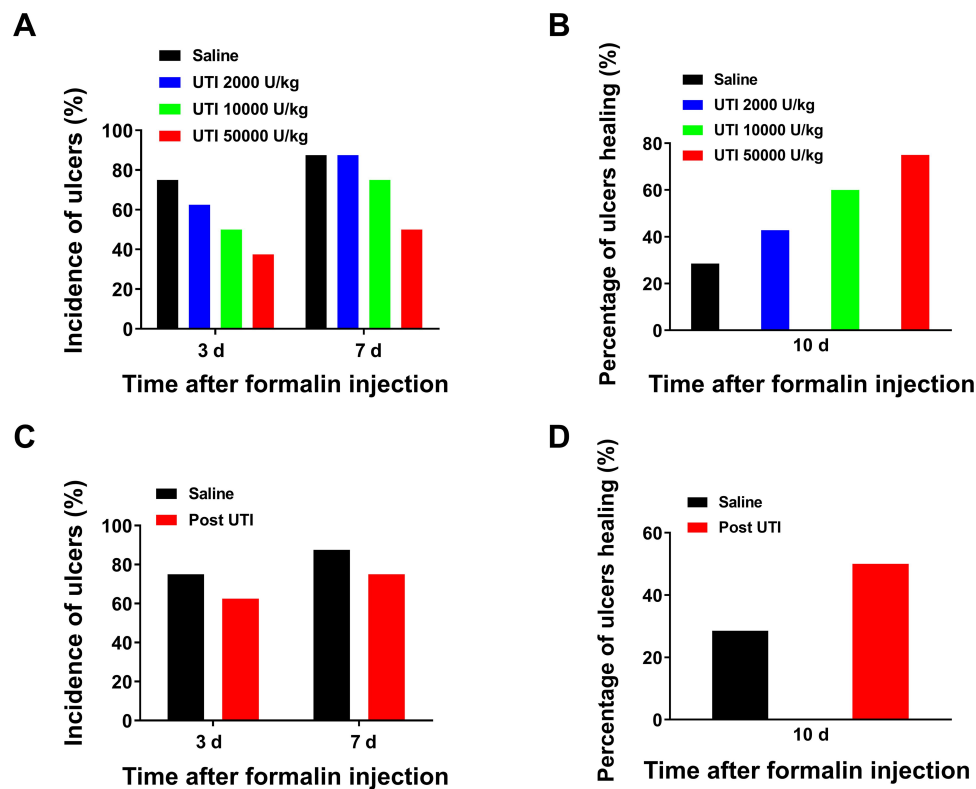 A
Saline
UTI 2000 U/kg
UTI 10000 U/kg
UTI 50000 U/kg
Incidence of ulcers (%)
100
80
60
40
20
0
3 d
7 d
Time after formalin injection
B
Saline
UTI 2000 U/kg
UTI 10000 U/kg
UTI 50000 U/kg
Percentage of ulcers healing (%)
80
60
40
20
0
10 d
Time after formalin injection
C
Saline
Post UTI
Incidence of ulcers (%)
100
80
60
40
20
0
3 d
7 d
Time after formalin injection
D
Saline
Post UTI
Percentage of ulcers healing (%)
60
40
20
0
10 d
Time after formalin injection